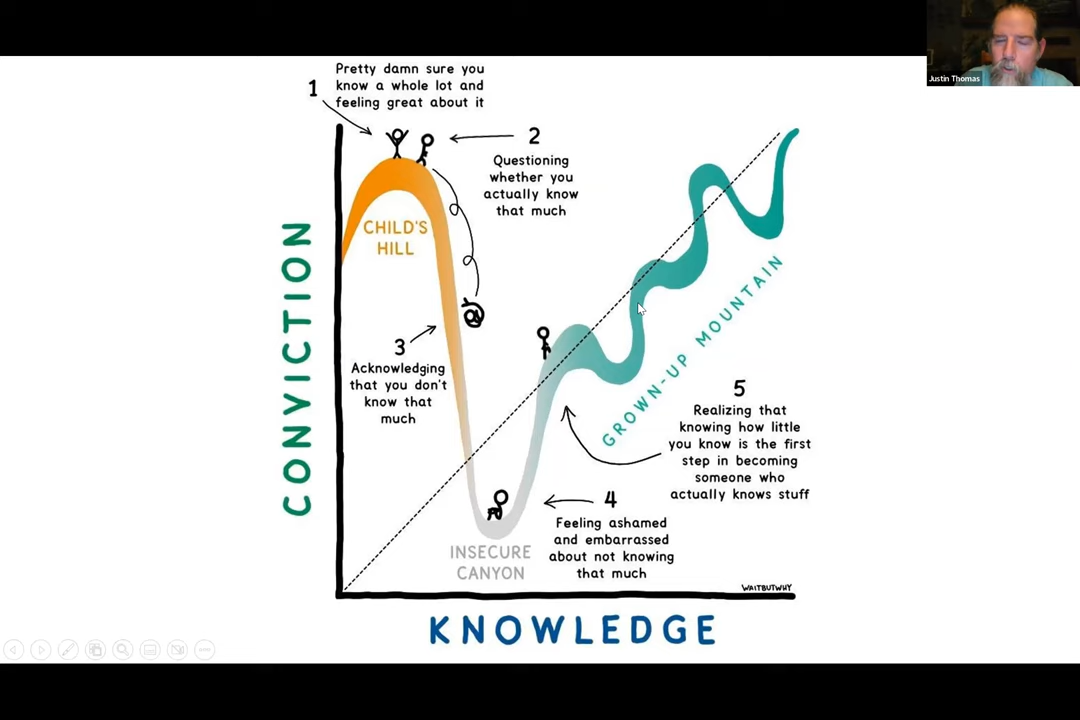 Justin Thomas
1
Pretty damn sure you
know a whole lot and
feeling great about it
2
Questioning
whether you
actually know
that much
CHILD'S
HILL
3
Acknowledging
that you don't
know that
much
CONVICTION
GROWN-UP MOUNTAIN
5
Realizing that
knowing how little
you know is the first
step in becoming
someone who
actually knows stuff
4
Feeling ashamed
and embarrassed
about not knowing
that much
INSECURE
CANYON
WAITBUTWHY
KNOWLEDGE